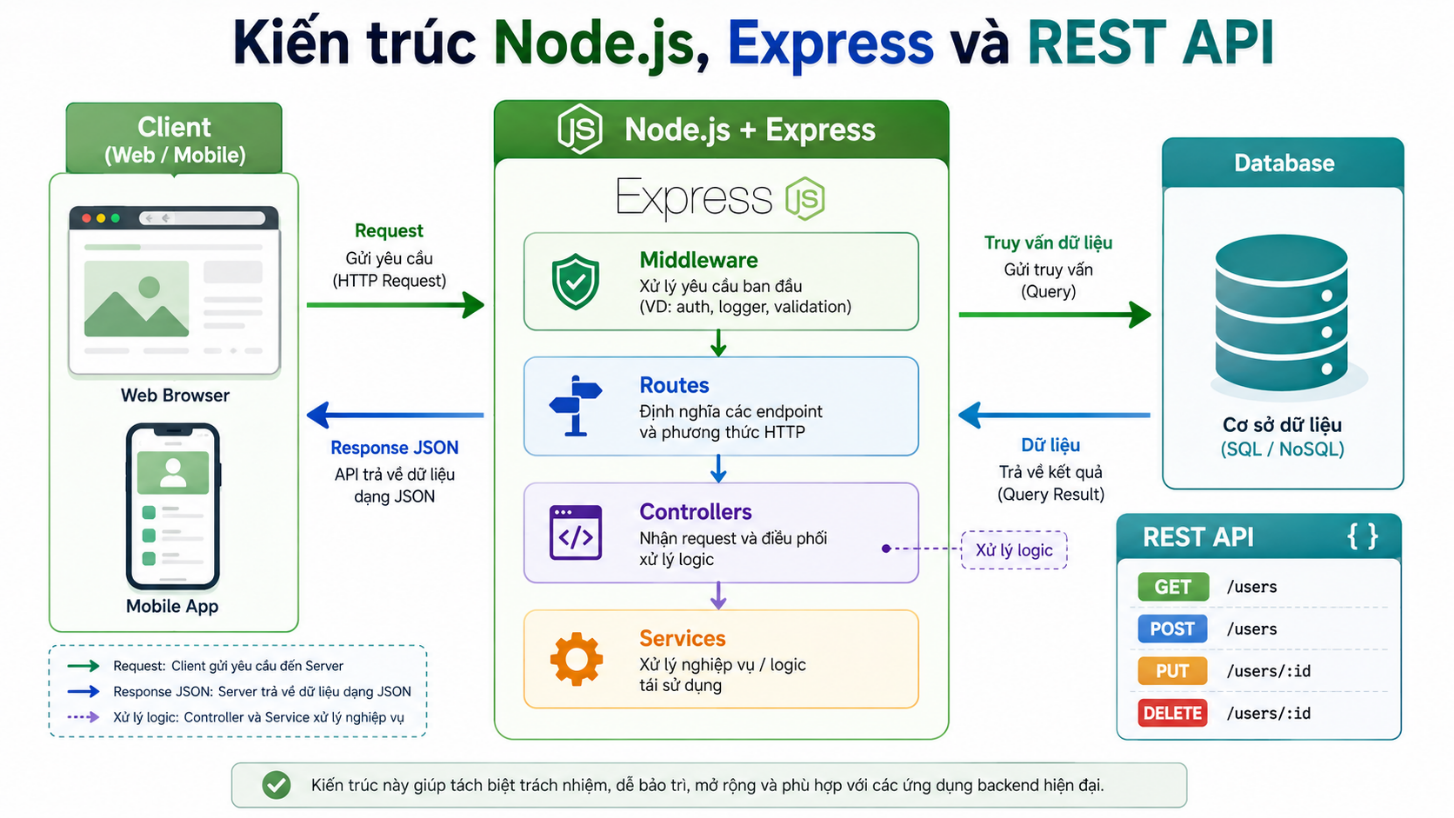 Kiến trúc Node.js, Express và REST API
Client
(Web / Mobile)
Web Browser
Mobile App
Request
Gửi yêu cầu
(HTTP Request)
Response JSON
API trả về dữ liệu
dạng JSON
JS
Node.js + Express
Express
JS
Middleware
Xử lý yêu cầu ban đầu
(VD: auth, logger, validation)
Routes
Định nghĩa các endpoint
và phương thức HTTP
</>
Controllers
Nhận request và điều phối
xử lý logic
Xử lý logic
Services
Xử lý nghiệp vụ / logic
tái sử dụng
Truy vấn dữ liệu
Gửi truy vấn
(Query)
Dữ liệu
Trả về kết quả
(Query Result)
Database
Cơ sở dữ liệu
(SQL / NoSQL)
REST API { }
GET /users
POST /users
PUT /users/:id
DELETE /users/:id
Request: Client gửi yêu cầu đến Server
Response JSON: Server trả về dữ liệu dạng JSON
Xử lý logic: Controller và Service xử lý nghiệp vụ
Kiến trúc này giúp tách biệt trách nhiệm, dễ bảo trì, mở rộng và phù hợp với các ứng dụng backend hiện đại.